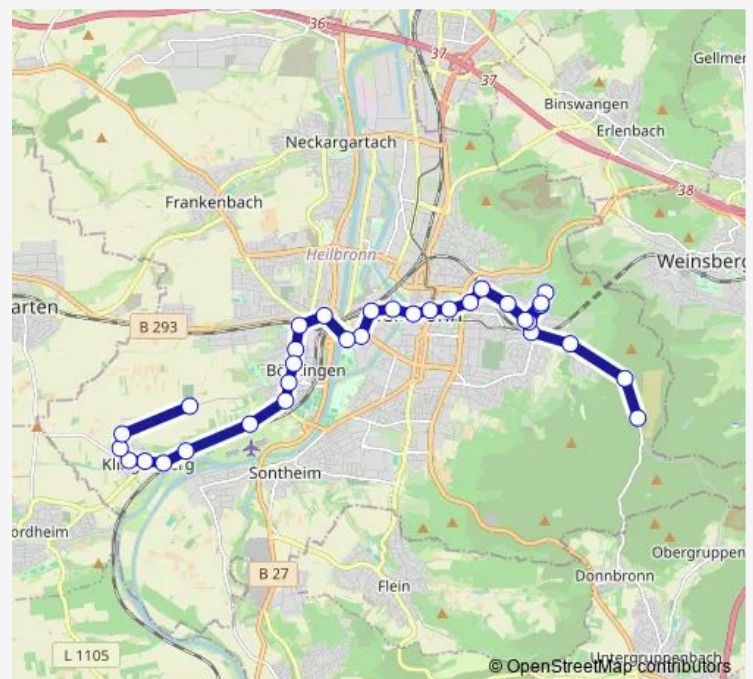 36
37
37
Gellmer
Binswangen
Erlenbach
Neckargartach
38
Frankenbach
Heilbronn
Weinsberg
arten
B 293
Sontheim
ordheim
Obergruppen
B 27
Donnbronn
Flein
L 1105
Untergruppenbach
© OpenStreetMap contributors